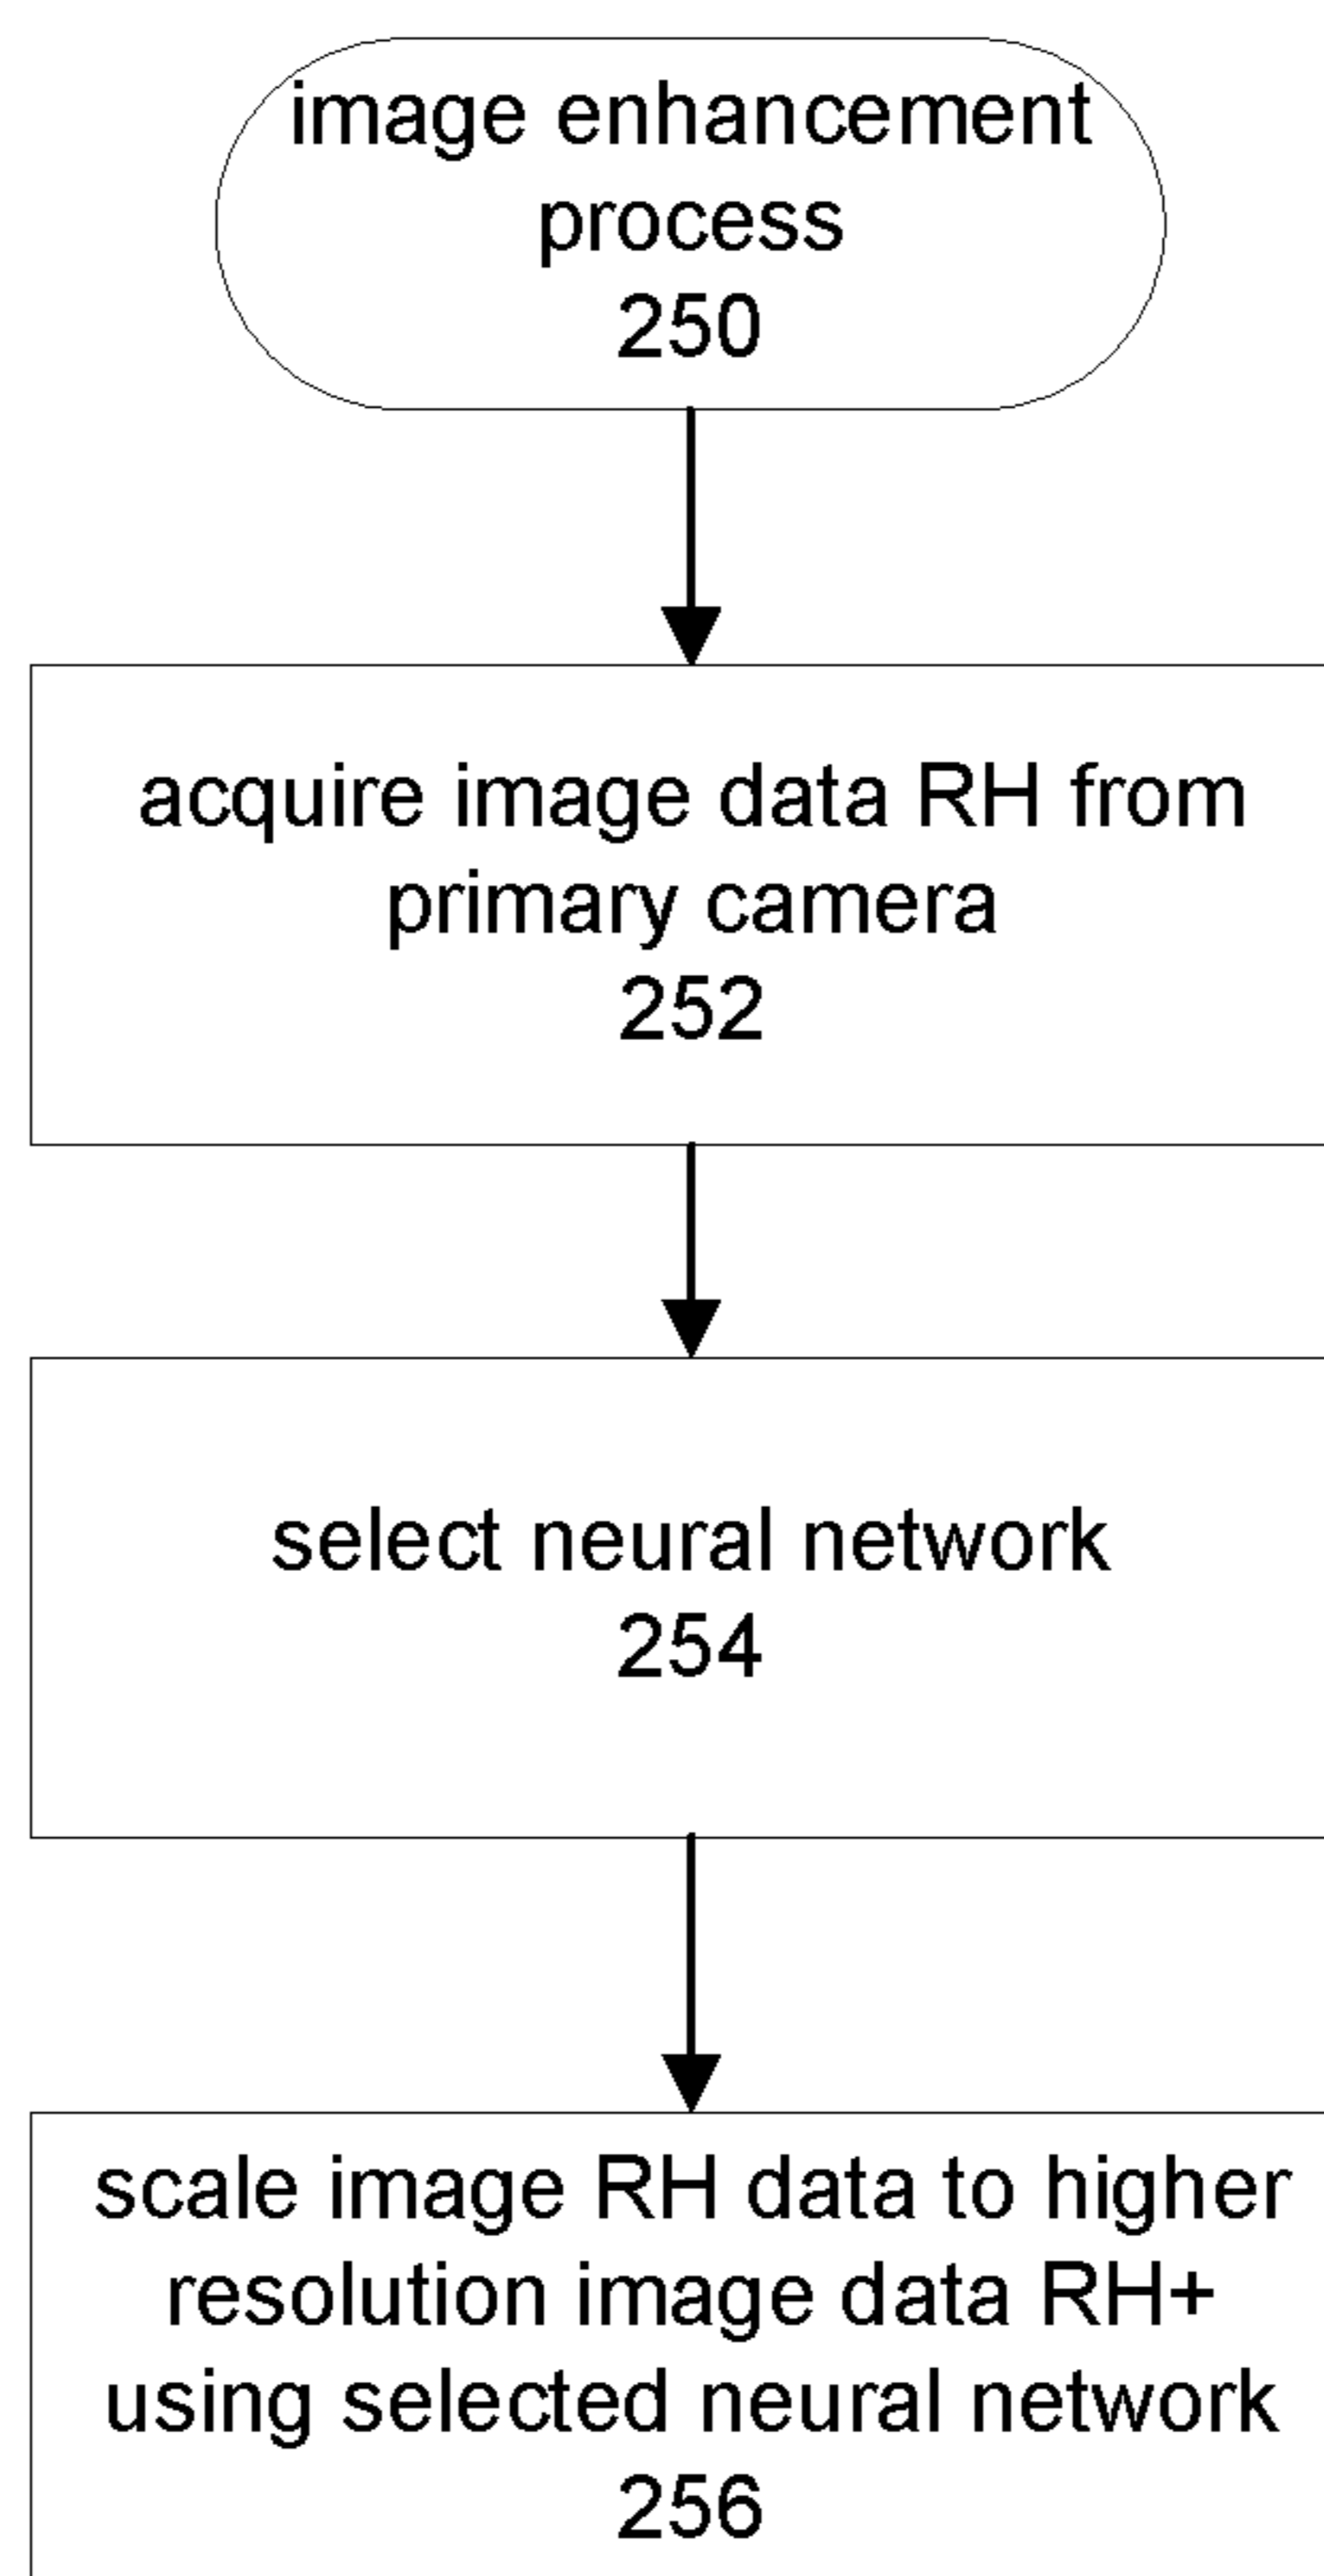 image enhancement
process
250
acquire image data RH from
primary camera
252
select neural network
254
scale image RH data to higher
resolution image data RH+
using selected neural network
256